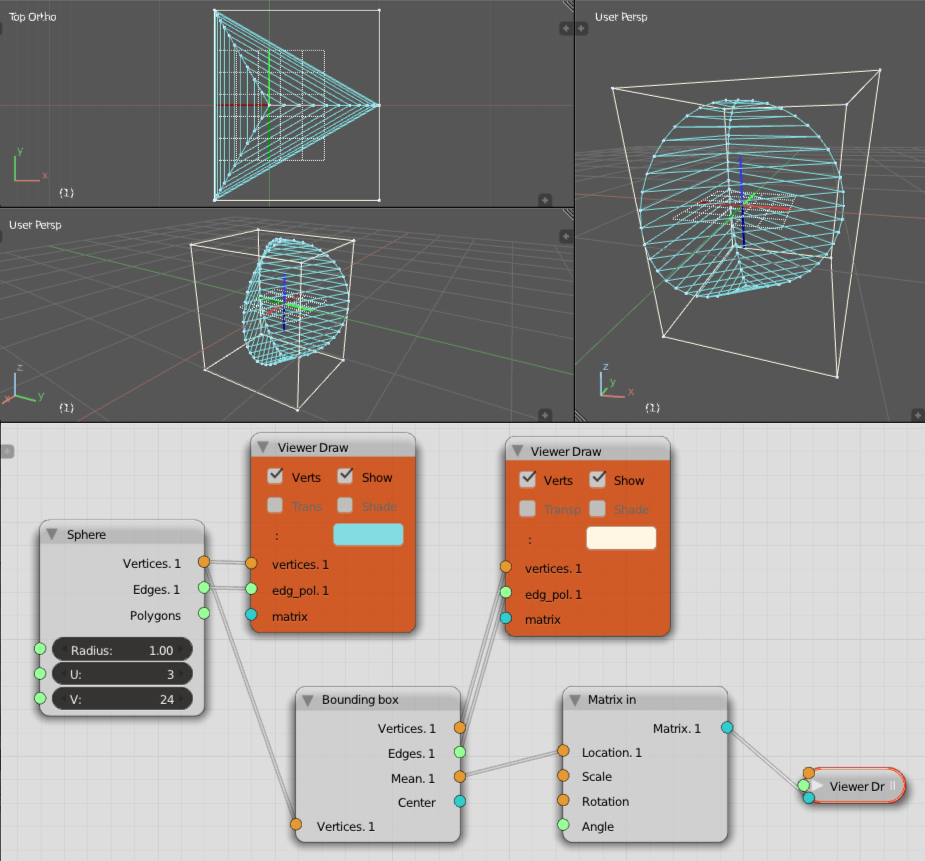 Top Ortho
y
x
(1)
User Persp
z
y
x
(1)
User Persp
z
y
x
(1)
Viewer Draw
Verts
Show
Trans
Shade
:
vertices. 1
edg_pol. 1
matrix
Viewer Draw
Verts
Show
Transp
Shade
:
vertices. 1
edg_pol. 1
matrix
Sphere
Vertices. 1
Edges. 1
Polygons
Radius: 1.00
U: 3
V: 24
Bounding box
Vertices. 1
Edges. 1
Mean. 1
Center
Vertices. 1
Matrix in
Matrix. 1
Location. 1
Scale
Rotation
Angle
Viewer Dr